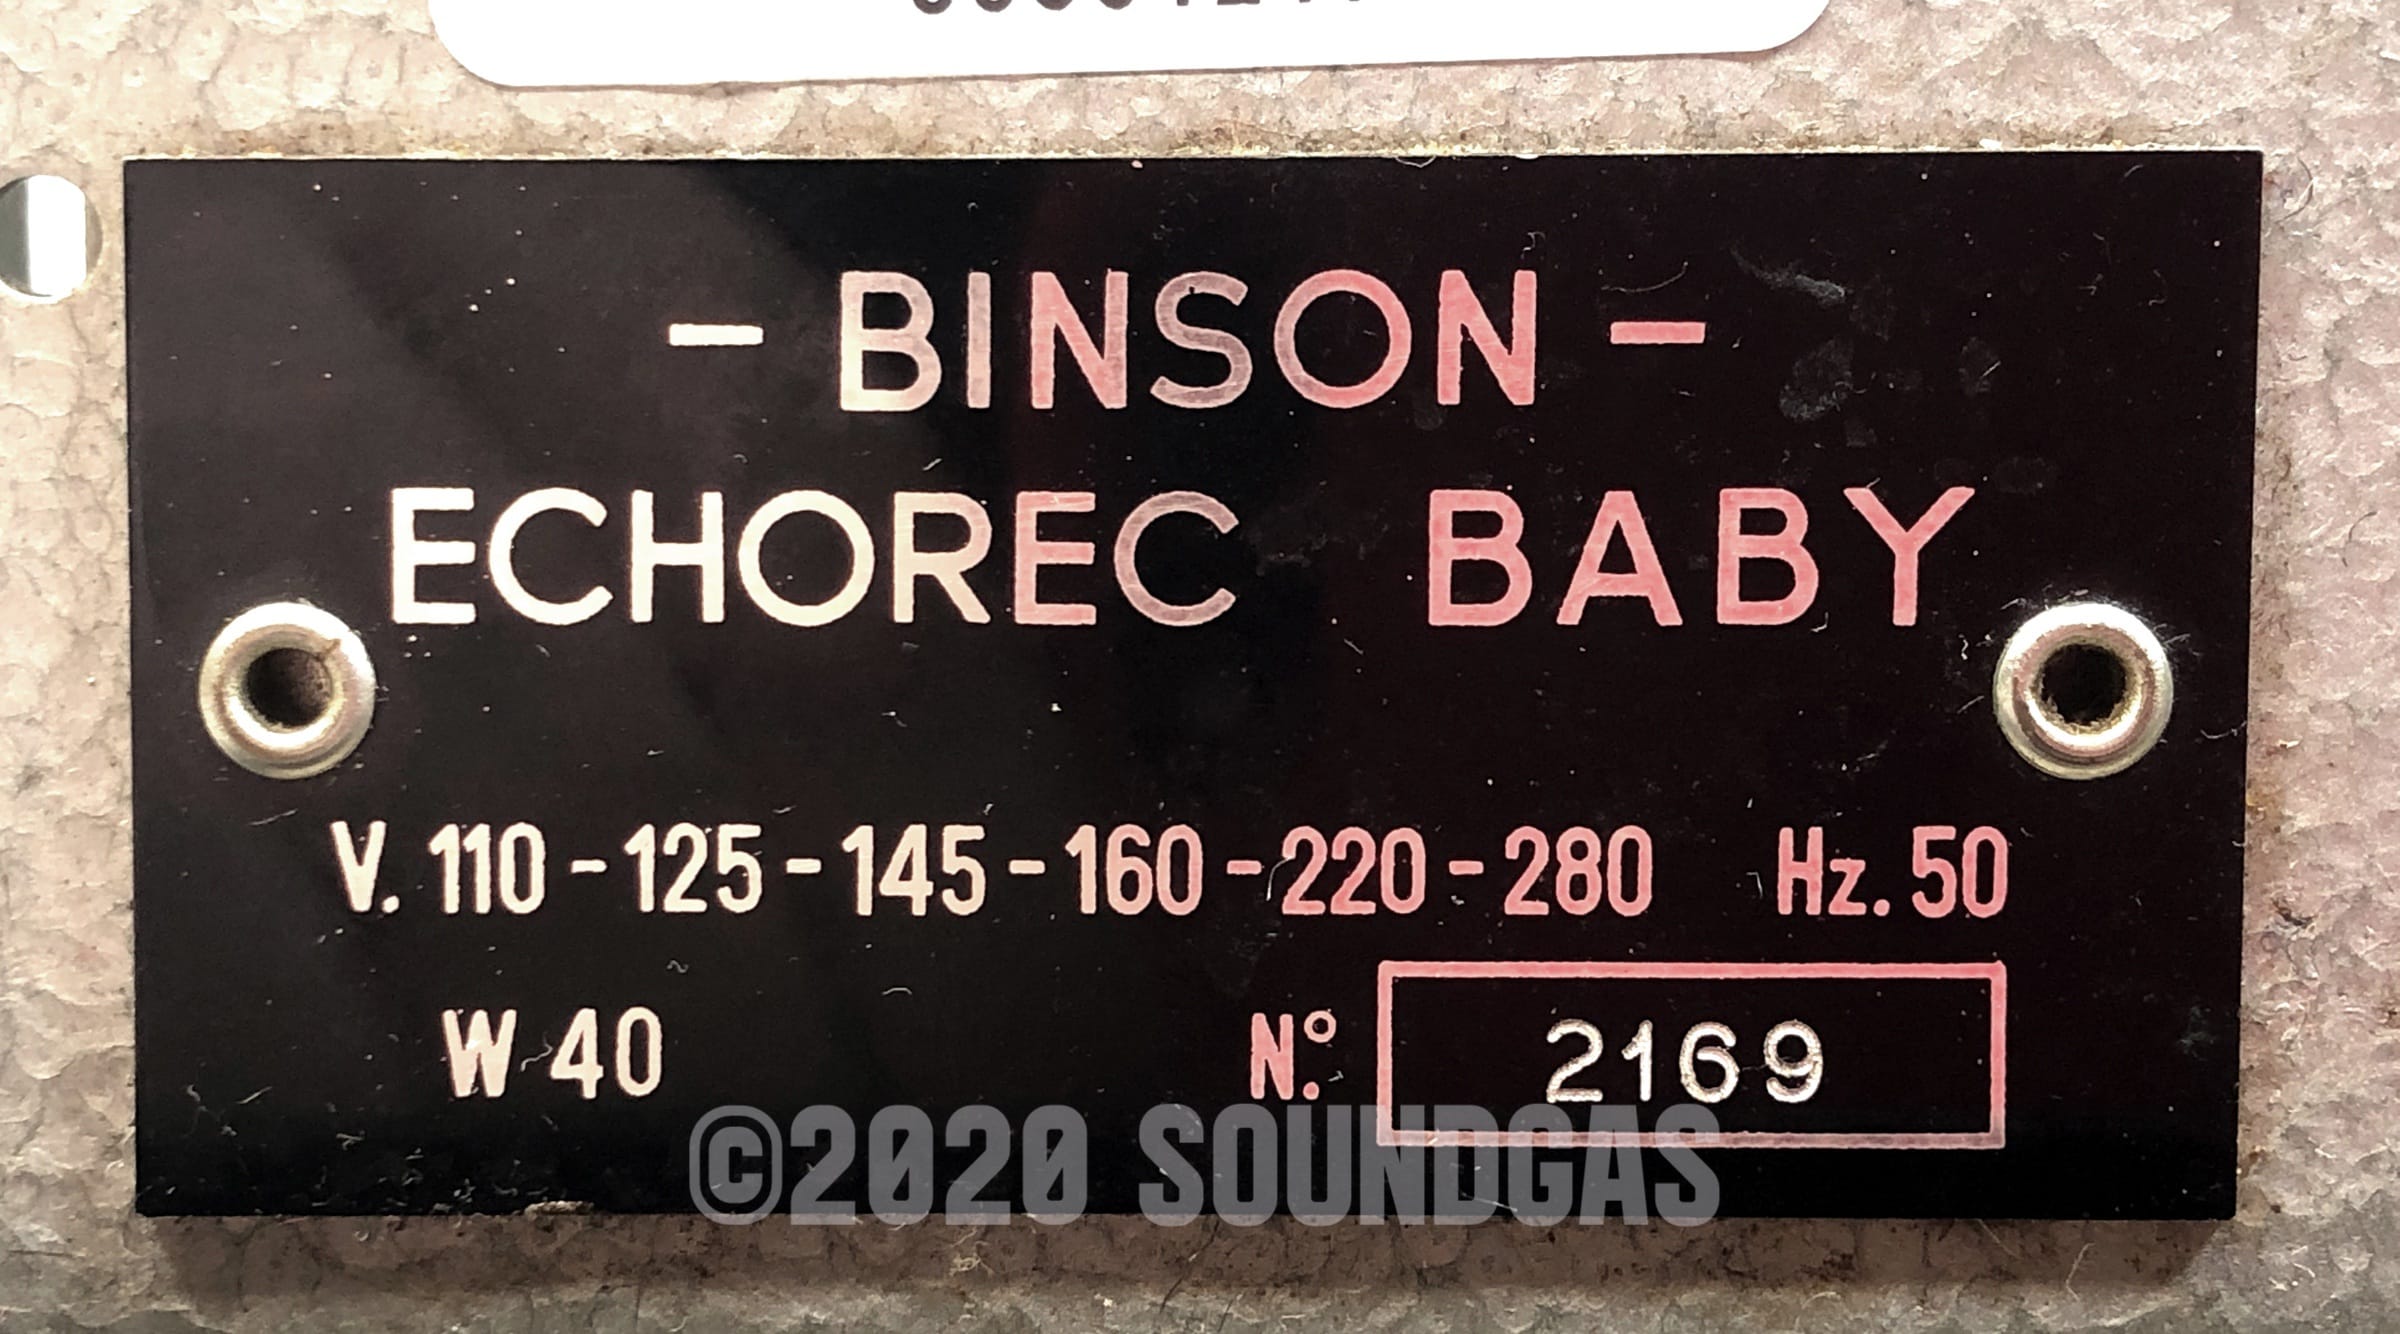 - BINSON -
ECHOREC BABY
V. 110 - 125 - 145 - 160 - 220 - 280 Hz. 50
W 40 N.º 2169
©2020 SOUNDGAS